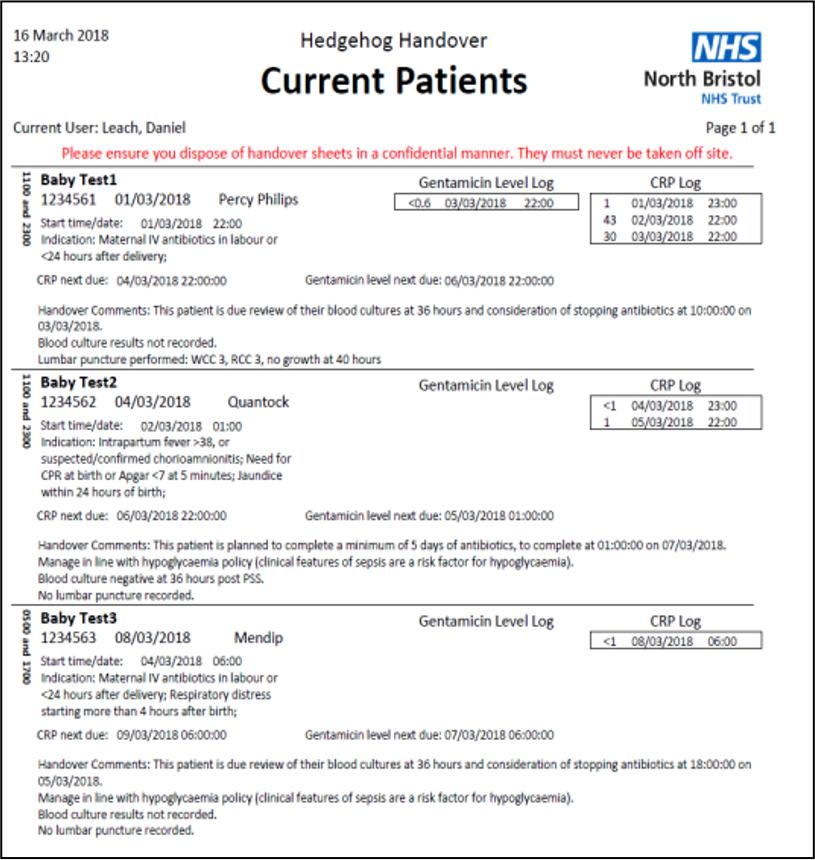 16 March 2018
13:20
Hedgehog Handover
Current Patients
NHS
North Bristol
NHS Trust
Current User: Leach, Daniel
Page 1 of 1
Please ensure you dispose of handover sheets in a confidential manner. They must never be taken off site.
1100 and 2300
Baby Test1
1234561 01/03/2018 Percy Philips
Start time/date: 01/03/2018 22:00
Indication: Maternal IV antibiotics in labour or
<24 hours after delivery;
Gentamicin Level Log
<0.6 03/03/2018 22:00
CRP Log
1 01/03/2018 23:00
43 02/03/2018 22:00
30 03/03/2018 22:00
CRP next due: 04/03/2018 22:00:00 Gentamicin level next due: 06/03/2018 22:00:00
Handover Comments: This patient is due review of their blood cultures at 36 hours and consideration of stopping antibiotics at 10:00:00 on
03/03/2018.
Blood culture results not recorded.
Lumbar puncture performed: WCC 3, RCC 3, no growth at 40 hours
1100 and 2300
Baby Test2
1234562 04/03/2018 Quantock
Start time/date: 02/03/2018 01:00
Indication: Intrapartum fever >38, or
suspected/confirmed chorioamnionitis; Need for
CPR at birth or Apgar <7 at 5 minutes; Jaundice
within 24 hours of birth;
Gentamicin Level Log
CRP Log
<1 04/03/2018 23:00
1 05/03/2018 22:00
CRP next due: 06/03/2018 22:00:00 Gentamicin level next due: 05/03/2018 01:00:00
Handover Comments: This patient is planned to complete a minimum of 5 days of antibiotics, to complete at 01:00:00 on 07/03/2018.
Manage in line with hypoglycaemia policy (clinical features of sepsis are a risk factor for hypoglycaemia).
Blood culture negative at 36 hours post PSS.
No lumbar puncture recorded.
0500 and 1700
Baby Test3
1234563 08/03/2018 Mendip
Start time/date: 04/03/2018 06:00
Indication: Maternal IV antibiotics in labour or
<24 hours after delivery; Respiratory distress
starting more than 4 hours after birth;
Gentamicin Level Log
CRP Log
<1 08/03/2018 06:00
CRP next due: 09/03/2018 06:00:00 Gentamicin level next due: 07/03/2018 06:00:00
Handover Comments: This patient is due review of their blood cultures at 36 hours and consideration of stopping antibiotics at 18:00:00 on
05/03/2018.
Manage in line with hypoglycaemia policy (clinical features of sepsis are a risk factor for hypoglycaemia).
Blood culture results not recorded.
No lumbar puncture recorded.